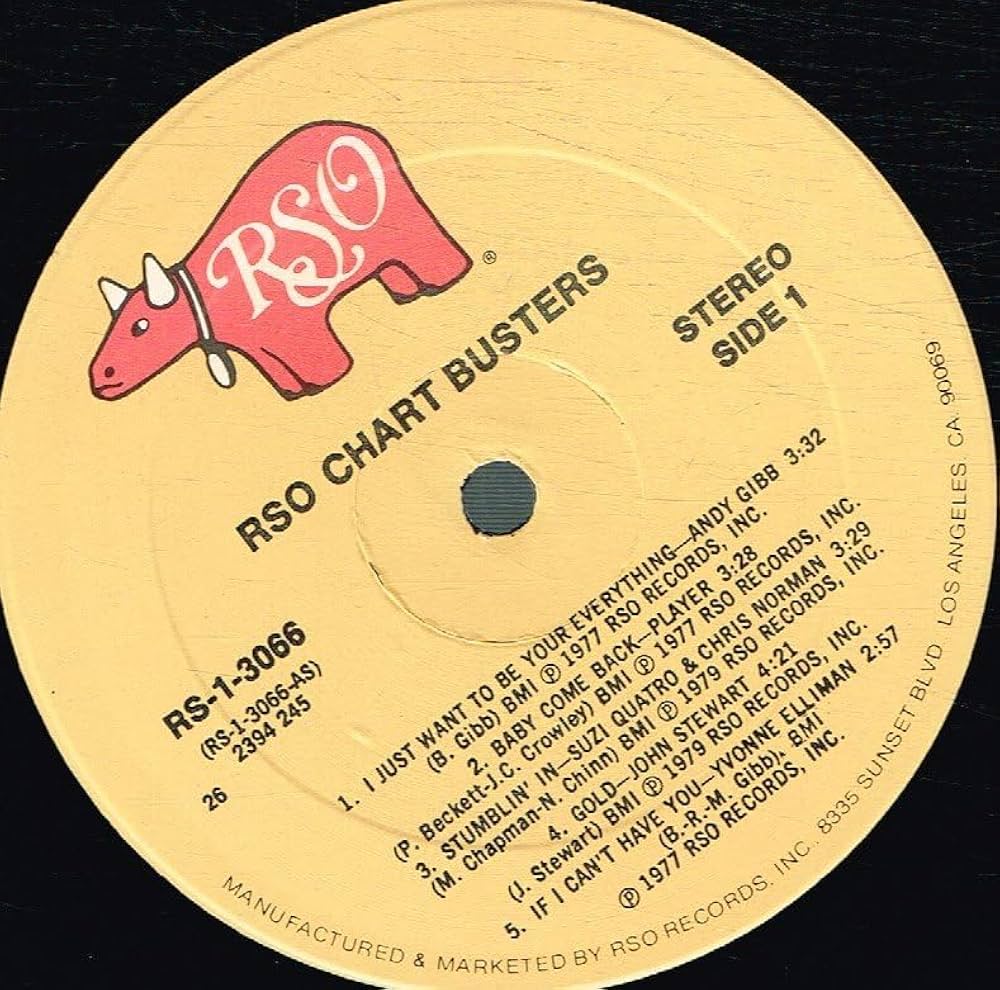 RSO
®
RSO CHART BUSTERS
STEREO
SIDE 1
RS-1-3066
(RS-1-3066-AS)
2394 245
26
1. I JUST WANT TO BE YOUR EVERYTHING—ANDY GIBB 3:32
(B. Gibb) BMI Ⓟ 1977 RSO RECORDS, INC.
2. BABY COME BACK—PLAYER 3:28
(P. Beckett-J.C. Crowley) BMI Ⓟ 1977 RSO RECORDS, INC.
3. STUMBLIN' IN—SUZI QUATRO & CHRIS NORMAN 3:29
(M. Chapman-N. Chinn) BMI Ⓟ 1979 RSO RECORDS, INC.
4. GOLD—JOHN STEWART 4:21
(J. Stewart) BMI Ⓟ 1979 RSO RECORDS, INC.
5. IF I CAN'T HAVE YOU—YVONNE ELLIMAN 2:57
(B.-R.-M. Gibb), BMI
Ⓟ 1977 RSO RECORDS, INC.
MANUFACTURED & MARKETED BY RSO RECORDS, INC., 8335 SUNSET BLVD. LOS ANGELES, CA. 90069